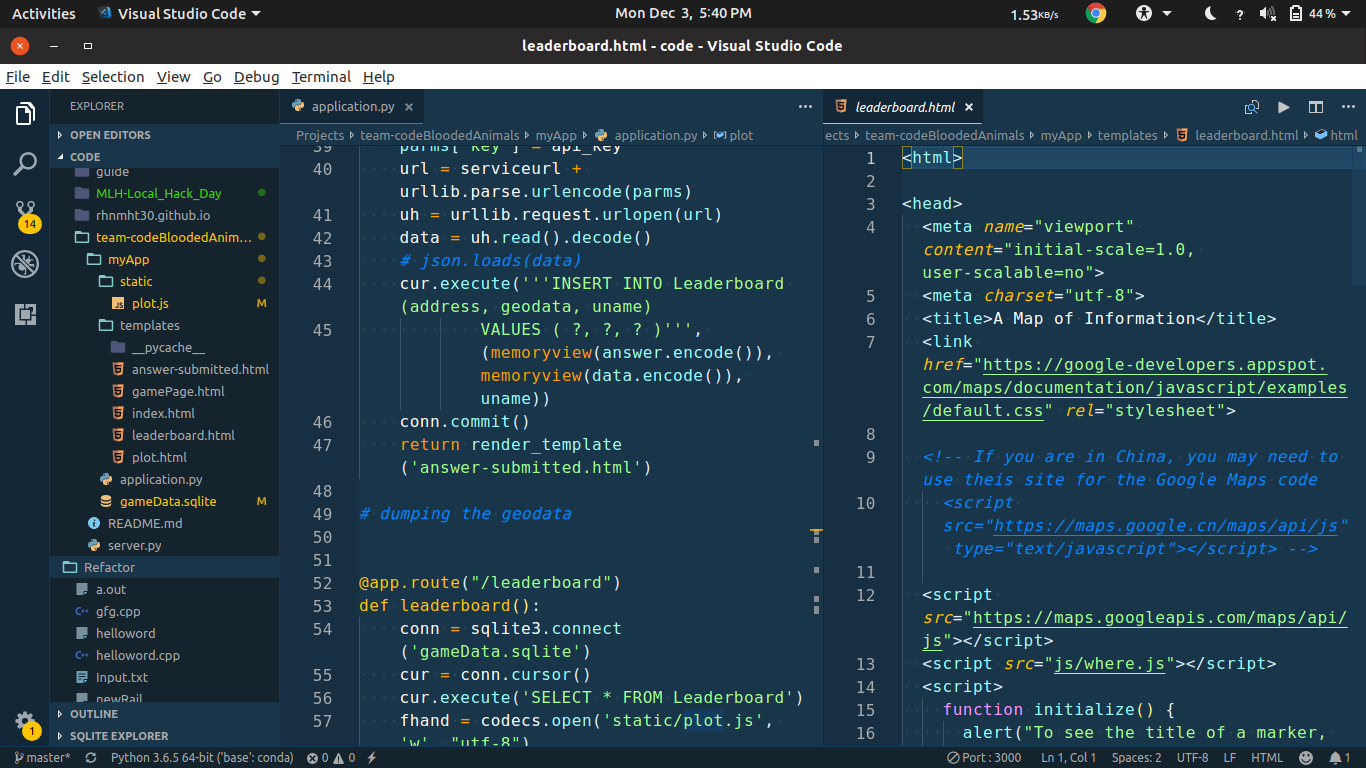 Activities Visual Studio Code Mon Dec 3, 5:40 PM 1.53KB/s ? 44 %
leaderboard.html - code - Visual Studio Code
File Edit Selection View Go Debug Terminal Help
EXPLORER
OPEN EDITORS
CODE
guide
MLH-Local_Hack_Day
rhnmht30.github.io
team-codeBloodedAnim...
myApp
static
plot.js M
templates
__pycache__
answer-submitted.html
gamePage.html
index.html
leaderboard.html
plot.html
application.py
gameData.sqlite M
README.md
server.py
Refactor
a.out
gfg.cpp
helloword
helloword.cpp
Input.txt
newRail
OUTLINE
SQLITE EXPLORER
14
1
application.py ×
Projects team-codeBloodedAnimals myApp application.py plot
39 parms["key"] = api_key
40 url = serviceurl +
urllib.parse.urlencode(parms)
41 uh = urllib.request.urlopen(url)
42 data = uh.read().decode()
43 # json.loads(data)
44 cur.execute('''INSERT INTO Leaderboard
(address, geodata, uname)
45 VALUES ( ?, ?, ? )''',
(memoryview(answer.encode()),
memoryview(data.encode()),
uname))
46 conn.commit()
47 return render_template
('answer-submitted.html')
48
49 # dumping the geodata
50
51
52 @app.route("/leaderboard")
53 def leaderboard():
54 conn = sqlite3.connect
('gameData.sqlite')
55 cur = conn.cursor()
56 cur.execute('SELECT * FROM Leaderboard')
57 fhand = codecs.open('static/plot.js',
'w', "utf-8")
leaderboard.html ×
ects team-codeBloodedAnimals myApp templates leaderboard.html html
1 <html>
2
3 <head>
4 <meta name="viewport"
content="initial-scale=1.0,
user-scalable=no">
5 <meta charset="utf-8">
6 <title>A Map of Information</title>
7 <link
href="https://google-developers.appspot.
com/maps/documentation/javascript/examples
/default.css" rel="stylesheet">
8
9 <!-- If you are in China, you may need to
use theis site for the Google Maps code
10 <script
src="https://maps.google.cn/maps/api/js"
type="text/javascript"></script> -->
11
12 <script
src="https://maps.googleapis.com/maps/api/
js"></script>
13 <script src="js/where.js"></script>
14 <script>
15 function initialize() {
16 alert("To see the title of a marker,
master* Python 3.6.5 64-bit ('base': conda) 0 0 Port : 3000 Ln 1, Col 1 Spaces: 2 UTF-8 LF HTML 1